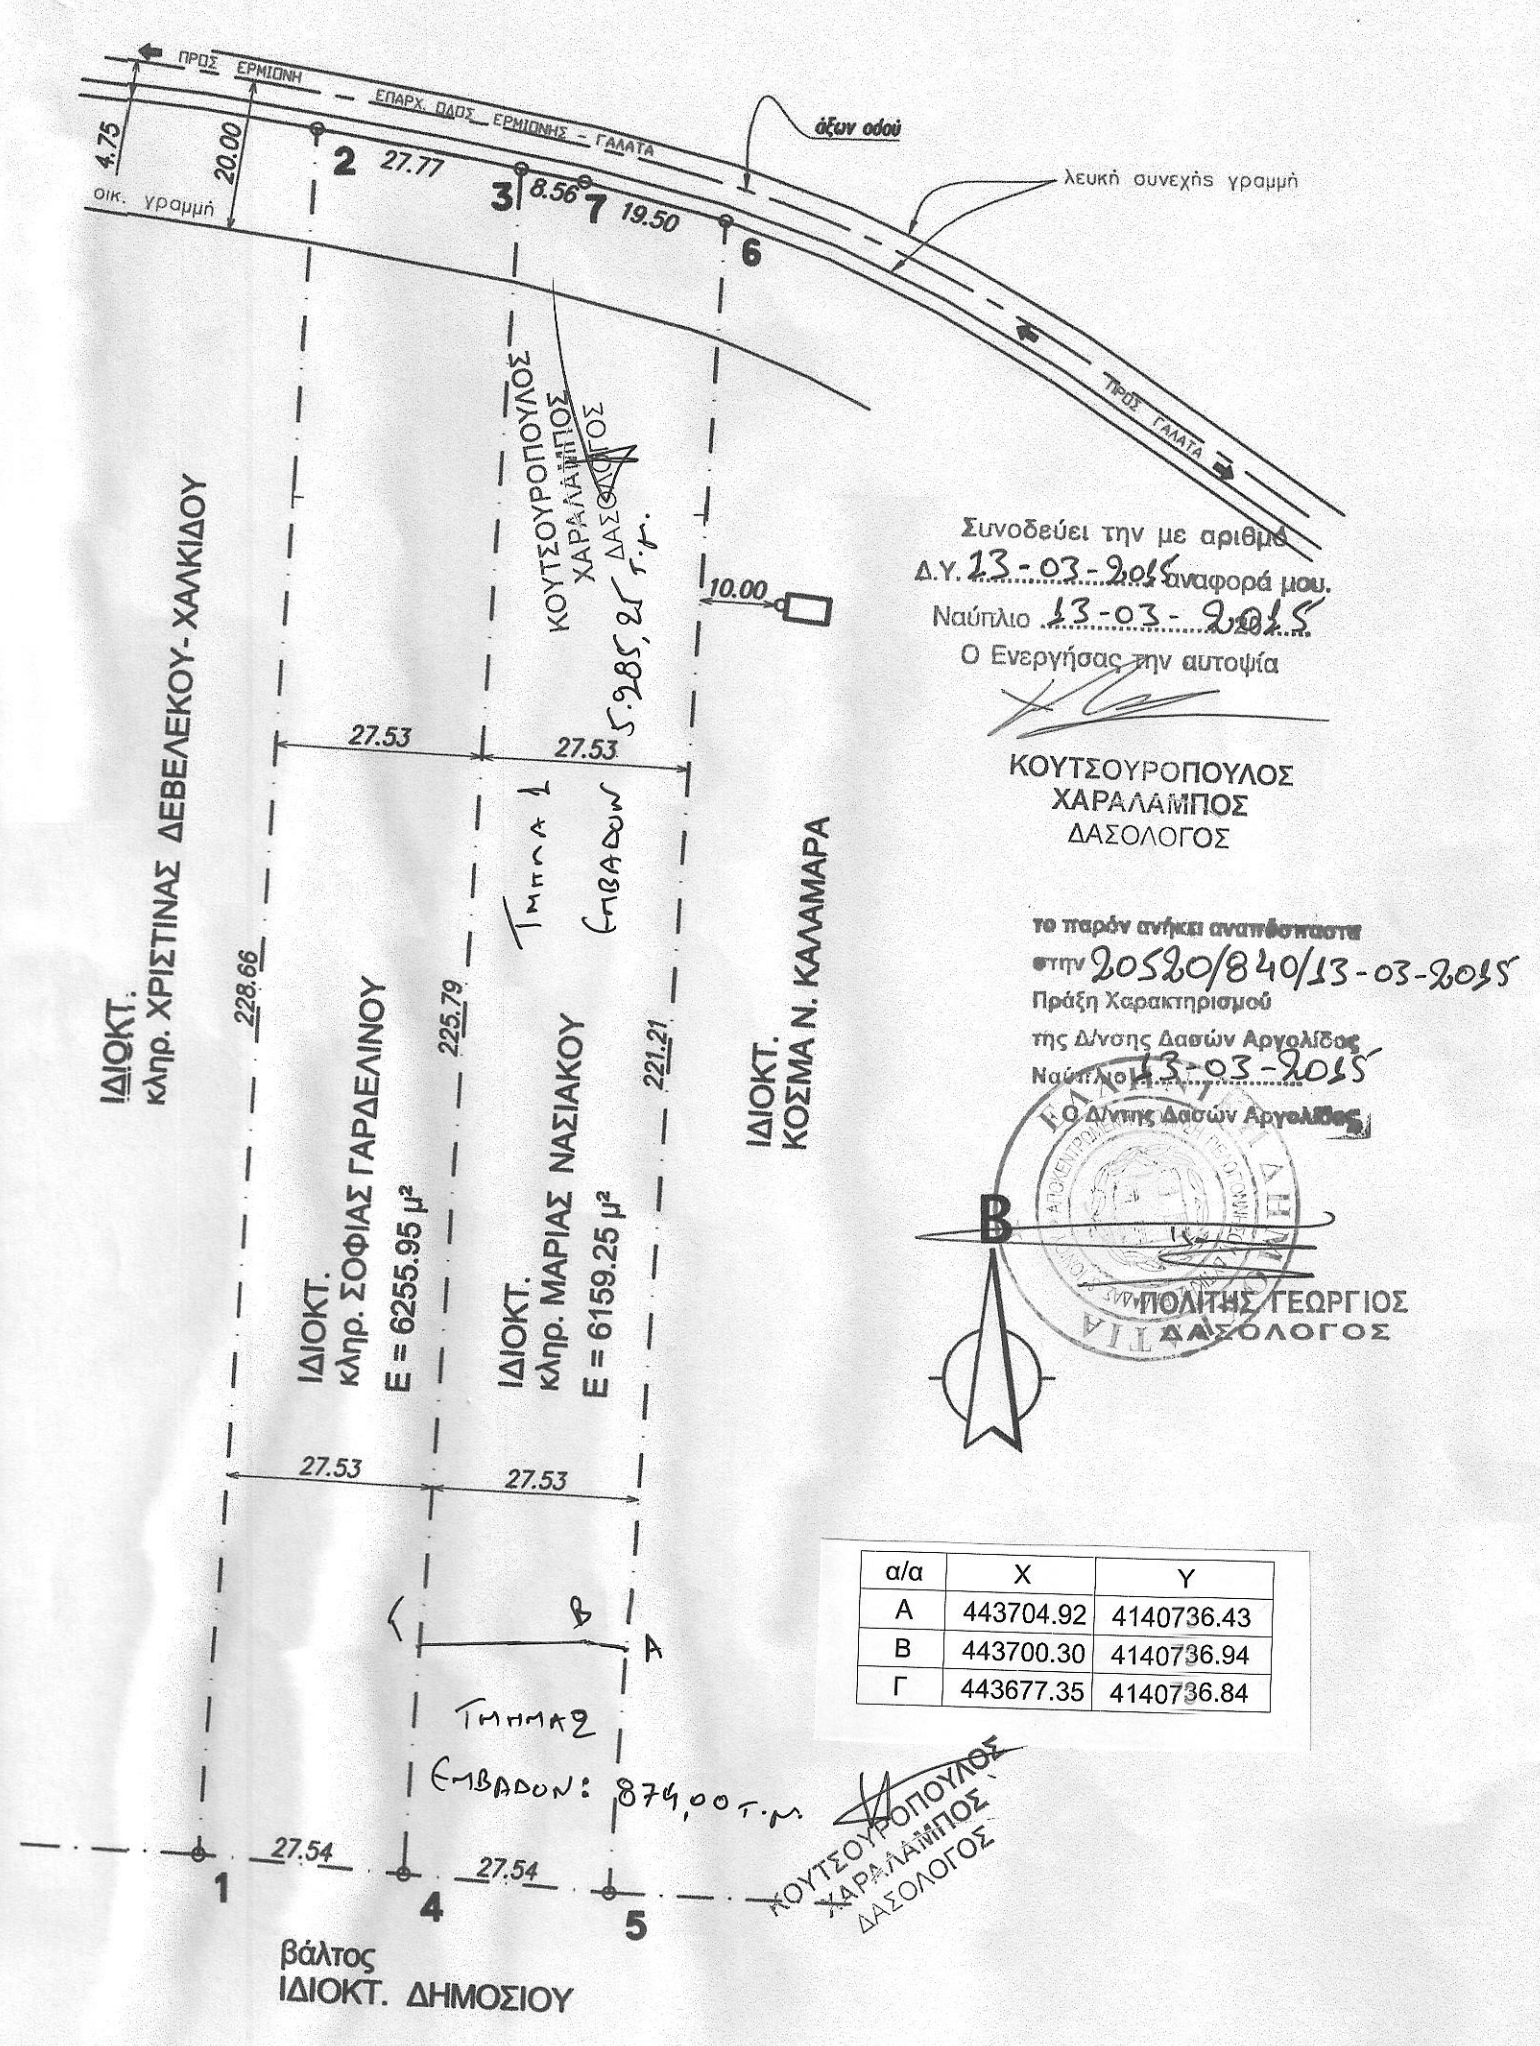 ΠΡΟΣ ΕΡΜΙΟΝΗ
ΕΠΑΡΧ. ΟΔΟΣ ΕΡΜΙΟΝΗΣ - ΓΑΛΑΤΑ
άξων οδού
λευκή συνεχής γραμμή
4.75
20.00
οικ. γραμμή
2
27.77
3
8.56
7
19.50
6
ΠΡΟΣ ΓΑΛΑΤΑ
ΚΟΥΤΣΟΥΡΟΠΟΥΛΟΣ
ΧΑΡΑΛΑΜΠΟΣ
ΔΑΣΟΛΟΓΟΣ
10.00
Συνοδεύει την με αριθμό
Δ.Υ. 13-03-2015 αναφορά μου.
Ναύπλιο 13-03-2015
Ο Ενεργήσας την αυτοψία
ΚΟΥΤΣΟΥΡΟΠΟΥΛΟΣ
ΧΑΡΑΛΑΜΠΟΣ
ΔΑΣΟΛΟΓΟΣ
27.53
27.53
ΤΜΗΜΑ 1
ΕΜΒΑΔΟΝ 5.285,25 τ.μ.
ΙΔΙΟΚΤ.
κληρ. ΧΡΙΣΤΙΝΑΣ ΔΕΒΕΛΕΚΟΥ-ΧΑΛΚΙΔΟΥ
228.66
ΙΔΙΟΚΤ.
κληρ. ΣΟΦΙΑΣ ΓΑΡΔΕΛΙΝΟΥ
Ε = 6255.95 μ²
225.79
ΙΔΙΟΚΤ.
κληρ. ΜΑΡΙΑΣ ΝΑΣΙΑΚΟΥ
Ε = 6159.25 μ²
221.21
ΙΔΙΟΚΤ.
ΚΟΣΜΑ Ν. ΚΑΛΑΜΑΡΑ
το παρόν ανήκει αναπόσπαστα
στην 20520/840/13-03-2015
Πράξη Χαρακτηρισμού
της Δ/νσης Δασών Αργολίδος
Ναύπλιο 13-03-2015
Ο Δ/ντης Δασών Αργολίδος
ΕΛΛΗΝΙΚΗ ΔΗΜΟΚΡΑΤΙΑ
Β
ΠΟΛΙΤΗΣ ΓΕΩΡΓΙΟΣ
ΔΑΣΟΛΟΓΟΣ
27.53
27.53
Γ
Β
Α
α/α Χ Υ
Α 443704.92 4140736.43
Β 443700.30 4140736.94
Γ 443677.35 4140736.84
ΤΜΗΜΑ 2
ΕΜΒΑΔΟΝ: 874,00 τ.μ.
ΚΟΥΤΣΟΥΡΟΠΟΥΛΟΣ
ΧΑΡΑΛΑΜΠΟΣ
ΔΑΣΟΛΟΓΟΣ
1
27.54
4
27.54
5
βάλτος
ΙΔΙΟΚΤ. ΔΗΜΟΣΙΟΥ